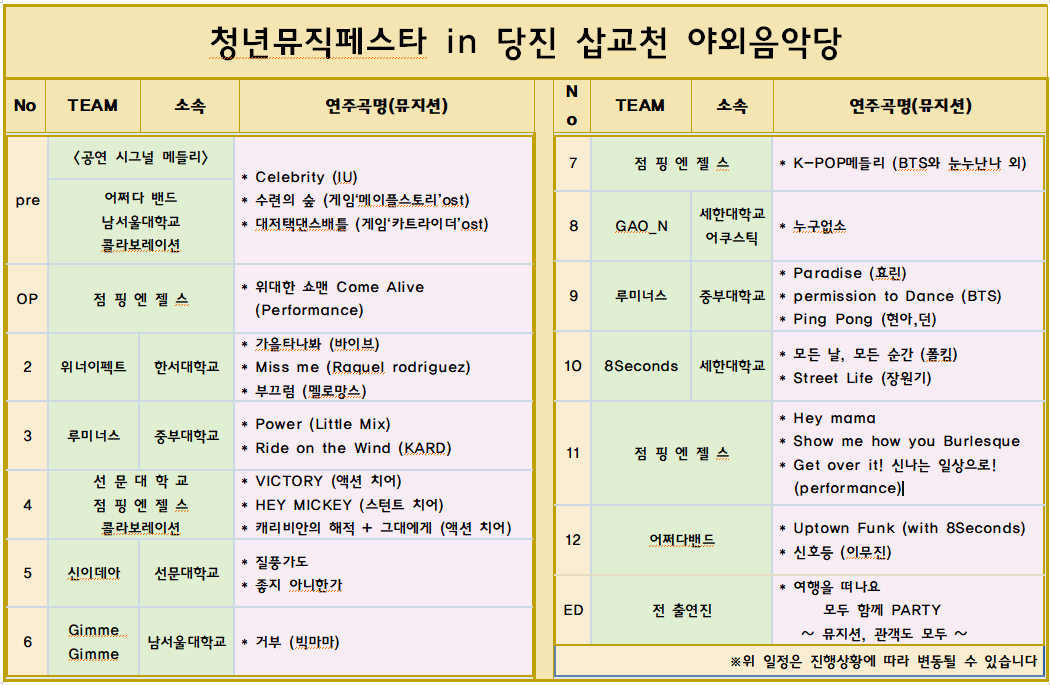 청년뮤직페스타 in 당진 삽교천 야외음악당
No TEAM 소속 연주곡명(뮤지션)
pre
<공연 시그널 메들리>
어쩌다 밴드
남서울대학교
콜라보레이션
* Celebrity (IU)
* 수련의 숲 (게임‘메이플스토리’ost)
* 대저택댄스배틀 (게임‘카트라이더’ost)
OP
점 핑 엔 젤 스
* 위대한 쇼맨 Come Alive
(Performance)
2
위너이펙트
한서대학교
* 가을타나봐 (바이브)
* Miss me (Raquel rodriguez)
* 부끄럼 (멜로망스)
3
루미너스
중부대학교
* Power (Little Mix)
* Ride on the Wind (KARD)
4
선 문 대 학 교
점 핑 엔 젤 스
콜라보레이션
* VICTORY (액션 치어)
* HEY MICKEY (스턴트 치어)
* 캐리비안의 해적 + 그대에게 (액션 치어)
5
신이데아
선문대학교
* 질풍가도
* 좋지 아니한가
6
Gimme
Gimme
남서울대학교
* 거부 (빅마마)
N
o
TEAM 소속 연주곡명(뮤지션)
7
점 핑 엔 젤 스
* K-POP메들리 (BTS와 눈누난나 외)
8
GAO_N
세한대학교
어쿠스틱
* 누구없소
9
루미너스
중부대학교
* Paradise (효린)
* permission to Dance (BTS)
* Ping Pong (현아,던)
10
8Seconds
세한대학교
* 모든 날, 모든 순간 (폴킴)
* Street Life (장원기)
11
점 핑 엔 젤 스
* Hey mama
* Show me how you Burlesque
* Get over it! 신나는 일상으로!
(performance)
12
어쩌다밴드
* Uptown Funk (with 8Seconds)
* 신호등 (이무진)
ED
전 출연진
* 여행을 떠나요
모두 함께 PARTY
～ 뮤지션, 관객도 모두 ～
※위 일정은 진행상황에 따라 변동될 수 있습니다